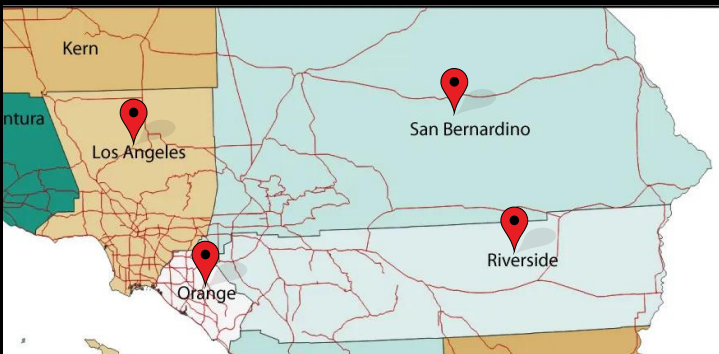 Kern
ntura
Los Angeles
San Bernardino
Riverside
Orange